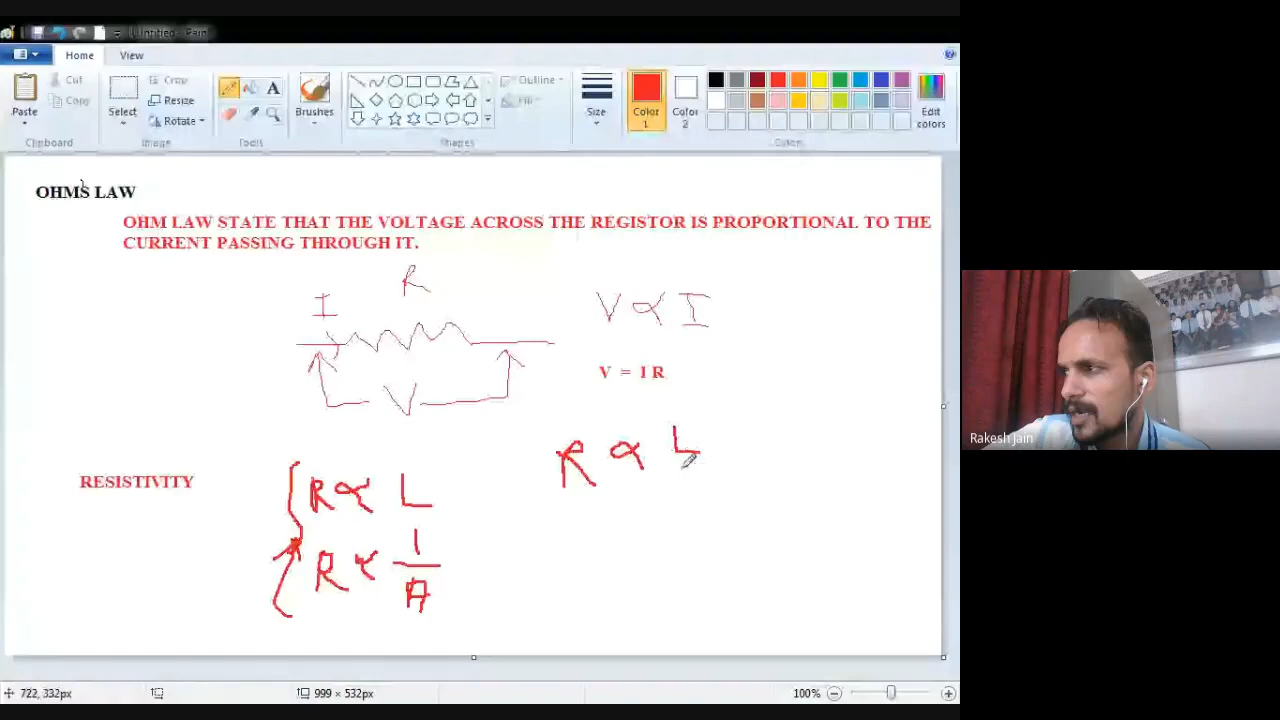 Untitled - Paint
Home View
Paste
Cut
Copy
Clipboard
Select
Crop
Resize
Rotate
Image
A
Tools
Brushes
Outline
Fill
Shapes
Size
Color 1
Color 2
Edit colors
Colors
OHMS LAW
OHM LAW STATE THAT THE VOLTAGE ACROSS THE REGISTOR IS PROPORTIONAL TO THE
CURRENT PASSING THROUGH IT.
R
I
V ∝ I
V = I R
V
R ∝ L
RESISTIVITY
R ∝ L
R ∝ 1/A
Rakesh Jain
722, 332px
999 × 532px
100%